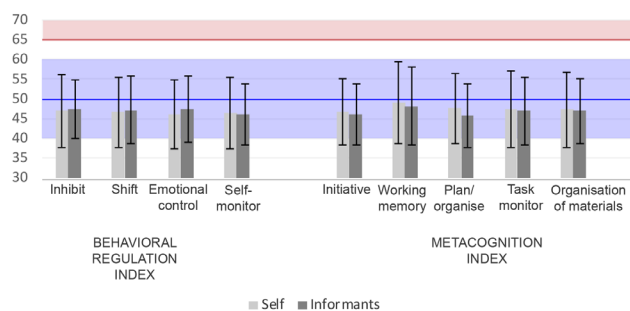 70
65
60
55
50
45
40
35
30
Inhibit
Shift
Emotional
control
Self-
monitor
Initiative
Working
memory
Plan/
organise
Task
monitor
Organisation
of materials
BEHAVIORAL
REGULATION
INDEX
METACOGNITION
INDEX
Self
Informants